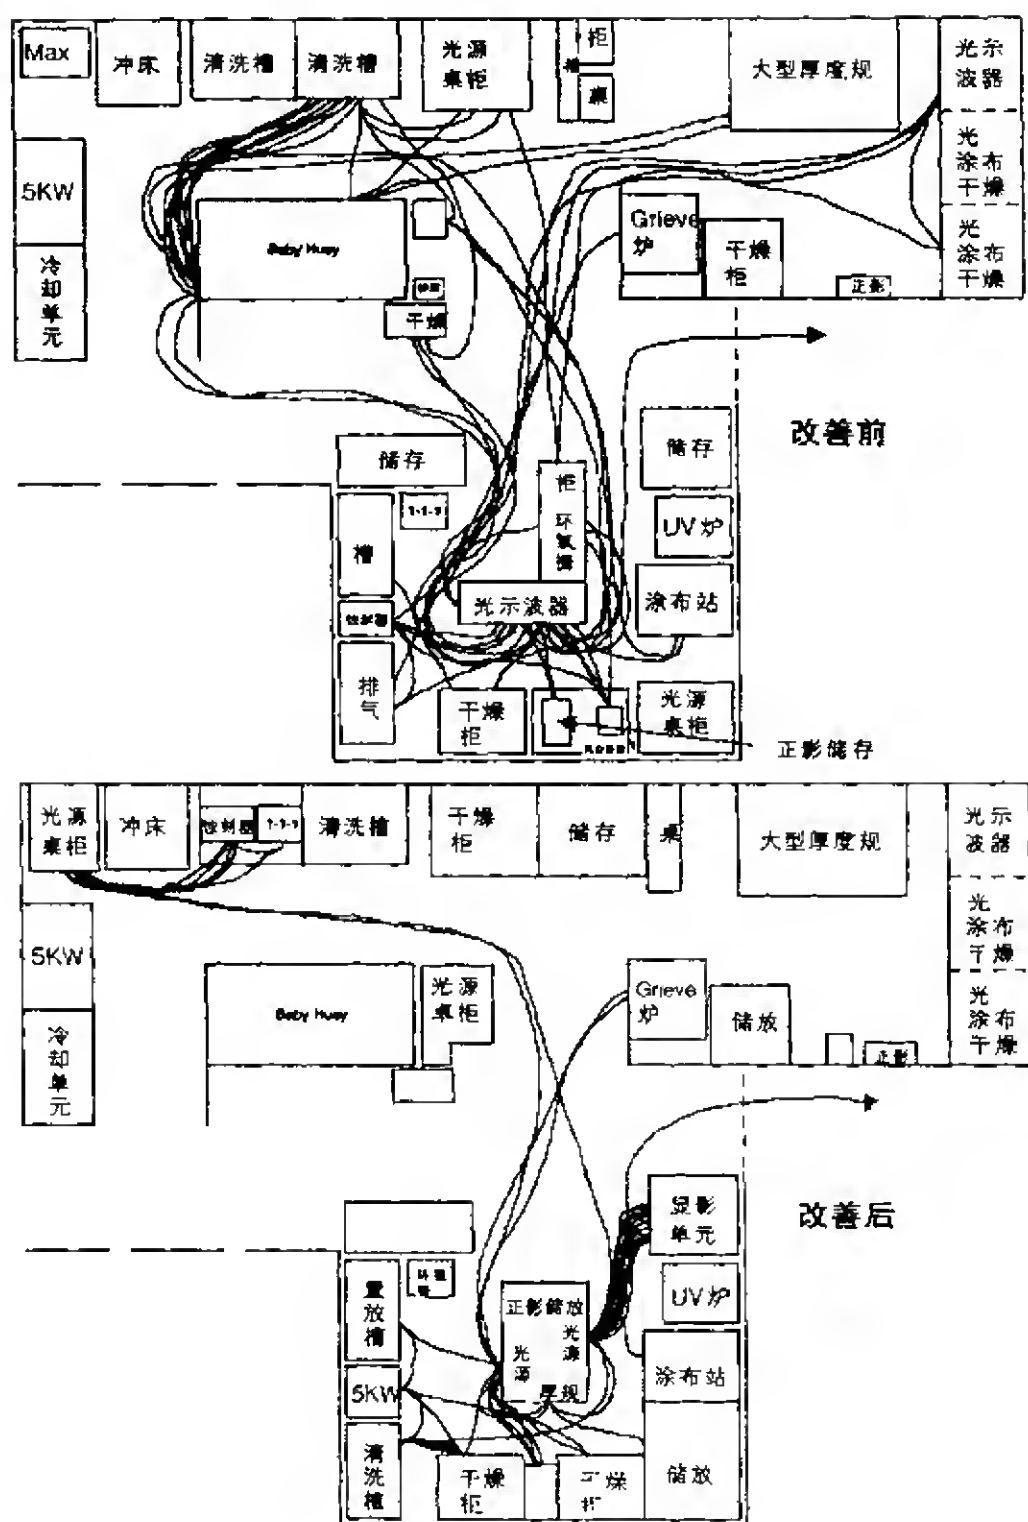 Max
冲床
清洗槽
清洗槽
光源
桌柜
柜
桌
大型厚度规
光示
波器
5KW
光
涂布
干燥
冷
却
单
元
Baby Huey
Grieve
炉
干燥
柜
光
涂布
干燥
正影
干燥
改善前
储存
储存
槽
柜
环
氧
UV炉
光示波器
涂布站
排
气
干燥
柜
光源
桌柜
正影储存
光源
桌柜
冲床
蚀刻器
清洗槽
干燥
柜
储存
桌
大型厚度规
光示
波器
5KW
光
涂布
干燥
冷
却
单
元
Baby Huey
光源
桌柜
Grieve
炉
储放
光
涂布
干燥
正影
改善后
显影
单元
置
放
槽
正影储放
光
源
光
源
厚规
UV炉
5KW
涂布站
清
洗
槽
干燥
柜
干燥
柜
储放